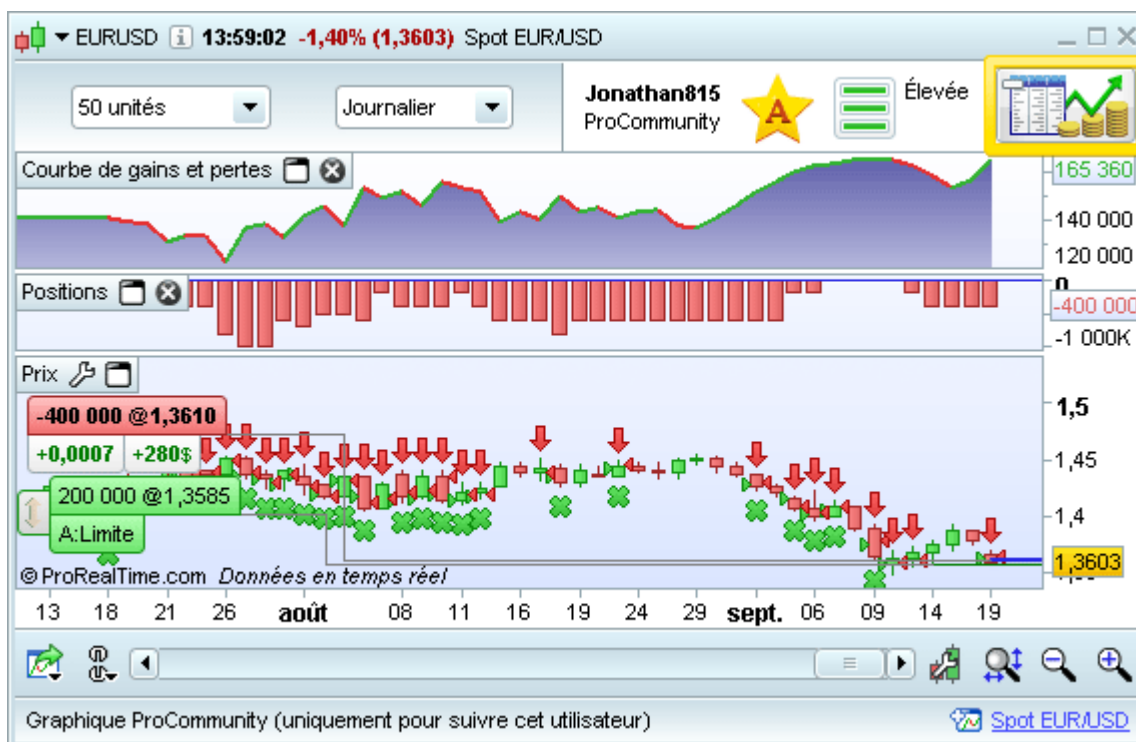 EURUSD 13:59:02 -1,40% (1,3603) Spot EUR/USD
50 unités Journalier Jonathan815 A Élevée
ProCommunity
Courbe de gains et pertes 165 360
140 000
120 000
Positions 0
-400 000
-1 000K
Prix
-400 000 @1,3610 1,5
+0,0007 +280$
1,45
200 000 @1,3585
A:Limite 1,4
1,3603
© ProRealTime.com Données en temps réel
13 18 21 26 août 08 11 16 19 24 29 sept. 06 09 14 19
Graphique ProCommunity (uniquement pour suivre cet utilisateur) Spot EUR/USD